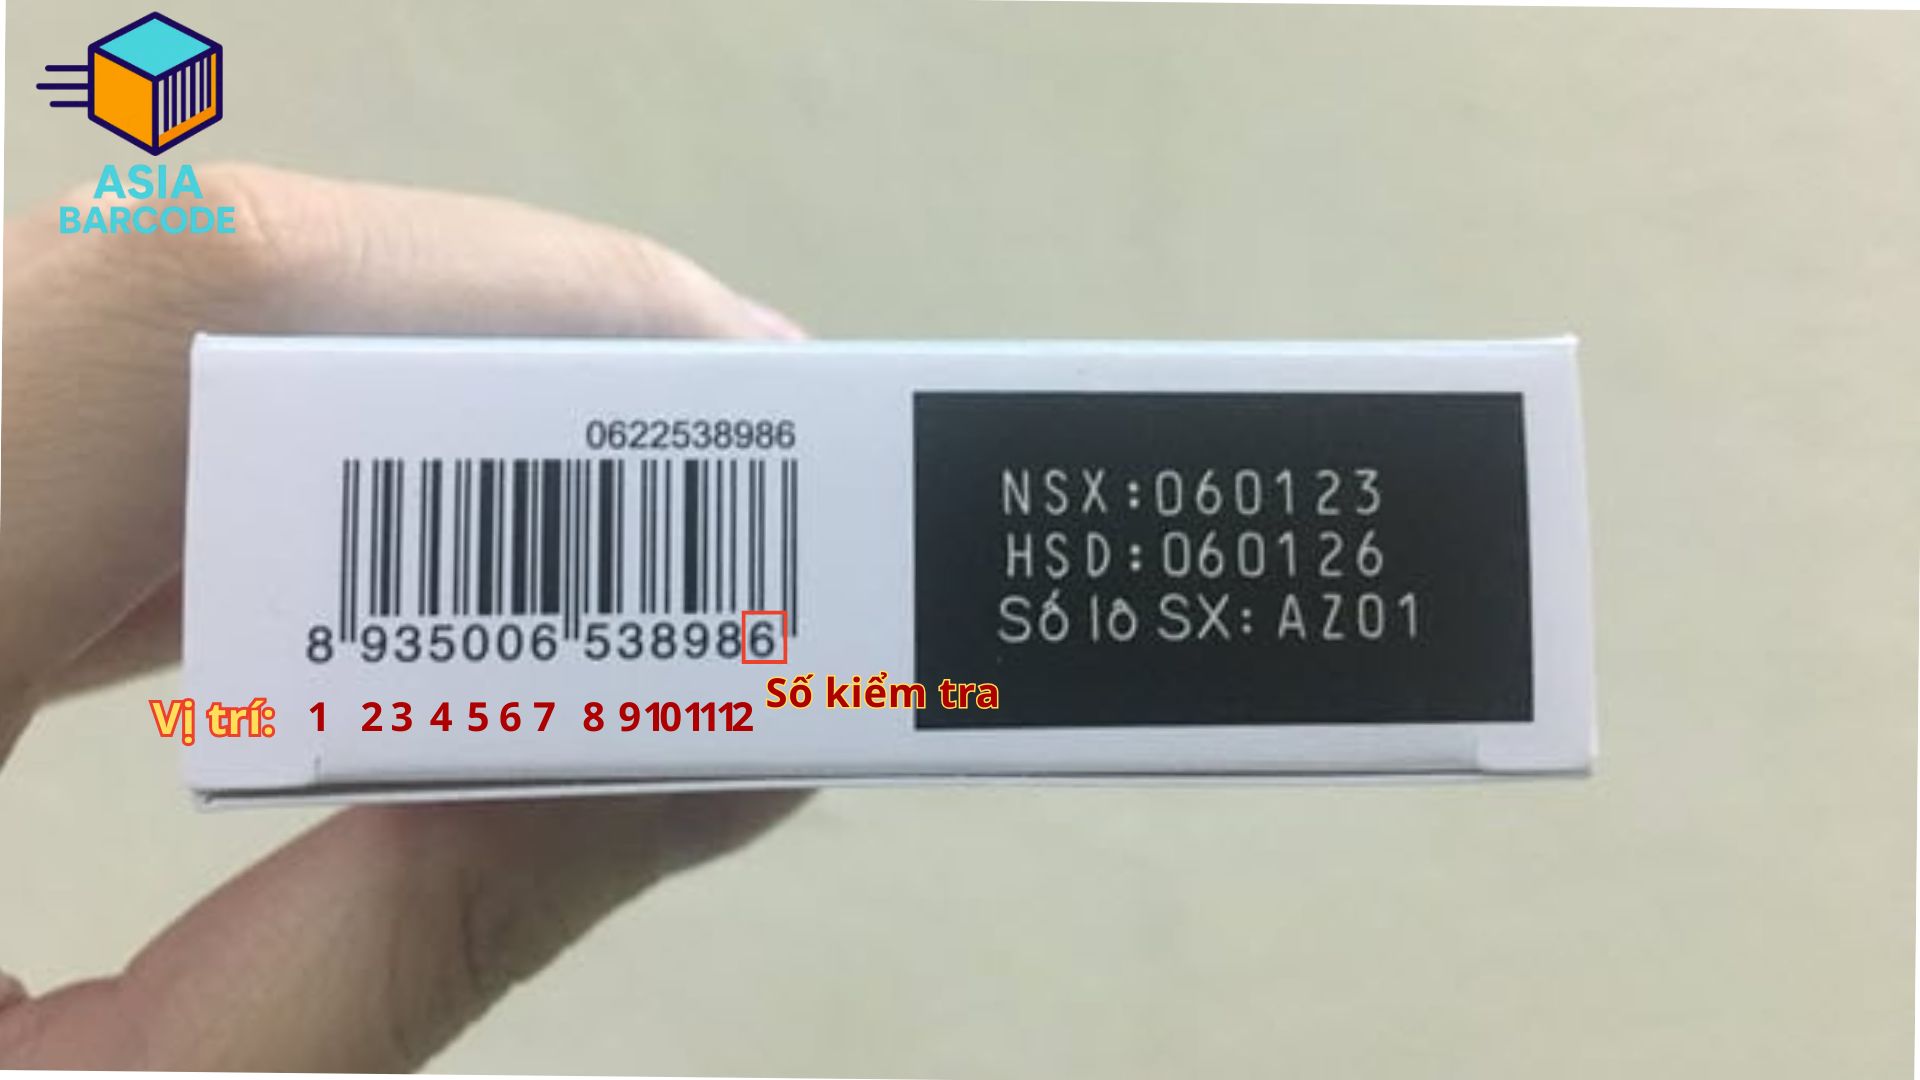 ASIA
BARCODE
0622538986
8 935006 538986
Số kiểm tra
Vị trí: 1 2 3 4 5 6 7 8 9 10 11 12
NSX:060123
HSD:060126
Số lô SX: AZ01